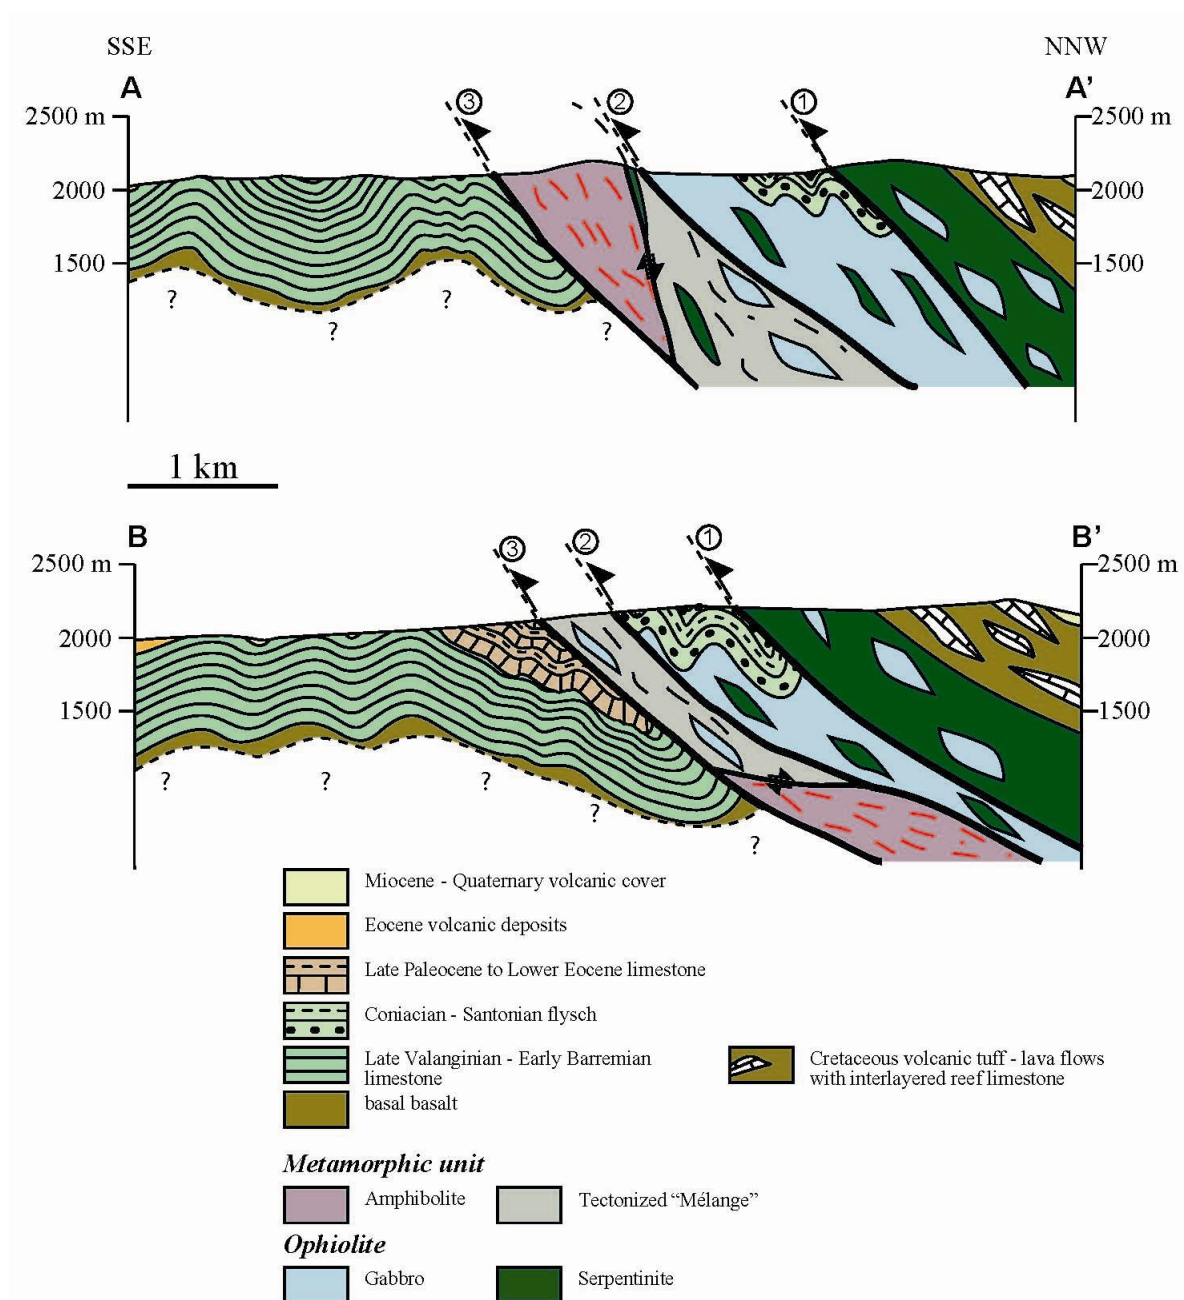 SSE NNW
A A’
③ ② ①
2500 m 2500 m
2000 2000
1500 1500
? ? ? ? ?
1 km
B B’
③ ② ①
2500 m 2500 m
2000 2000
1500 1500
? ? ? ? ?
Miocene - Quaternary volcanic cover
Eocene volcanic deposits
Late Paleocene to Lower Eocene limestone
Coniacian - Santonian flysch
Late Valanginian - Early Barremian
limestone
basal basalt
Cretaceous volcanic tuff - lava flows
with interlayered reef limestone
Metamorphic unit
Amphibolite Tectonized “Mélange”
Ophiolite
Gabbro Serpentinite